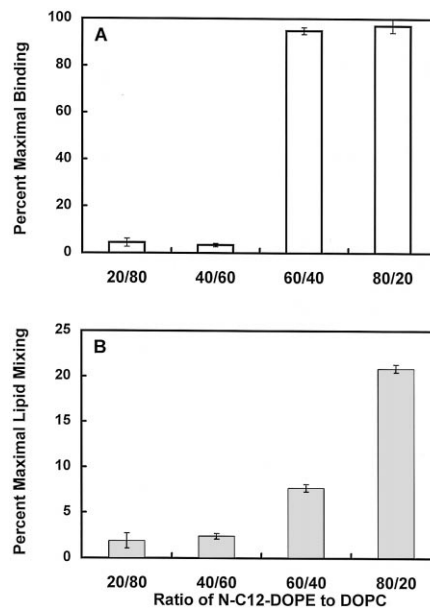 A
Percent Maximal Binding
100
80
60
40
20
0
20/80 40/60 60/40 80/20
B
Percent Maximal Lipid Mixing
25
20
15
10
5
0
20/80 40/60 60/40 80/20
Ratio of N-C12-DOPE to DOPC